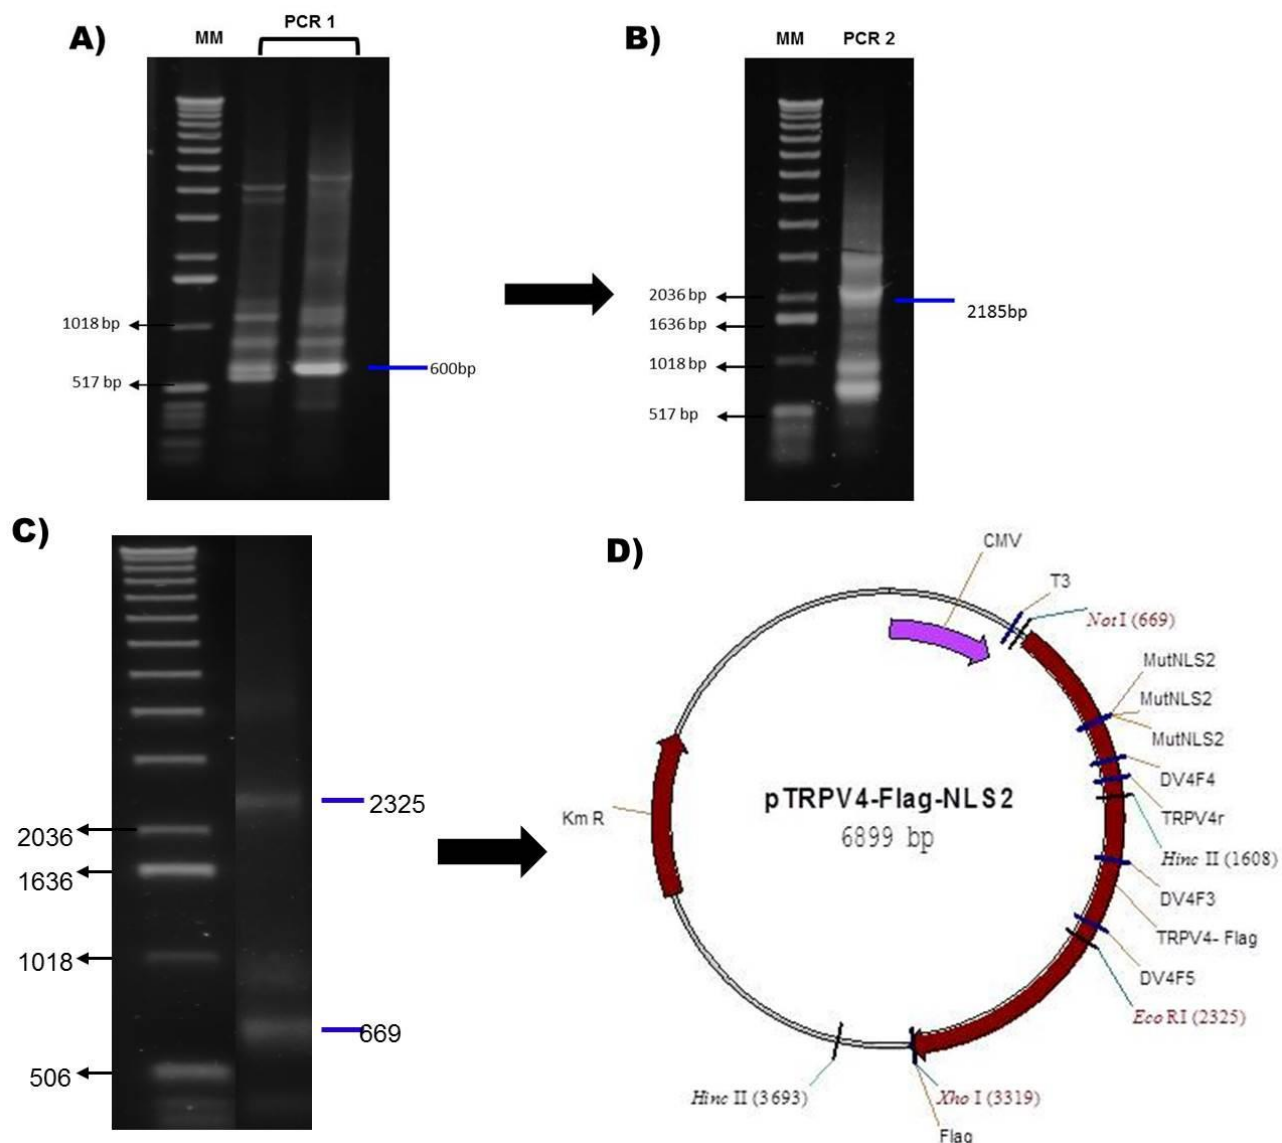 A)
MM
PCR 1
1018 bp
517 bp
600bp
B)
MM
PCR 2
2036 bp
1636 bp
1018 bp
517 bp
2185bp
C)
2325
2036
1636
1018
669
506
D)
CMV
T3
Not I (669)
MutNLS2
MutNLS2
MutNLS2
DV4F4
TRPV4r
Hinc II (1608)
DV4F3
TRPV4- Flag
DV4F5
Eco RI (2325)
Xho I (3319)
Flag
Hinc II (3693)
Km R
pTRPV4-Flag-NLS2
6899 bp